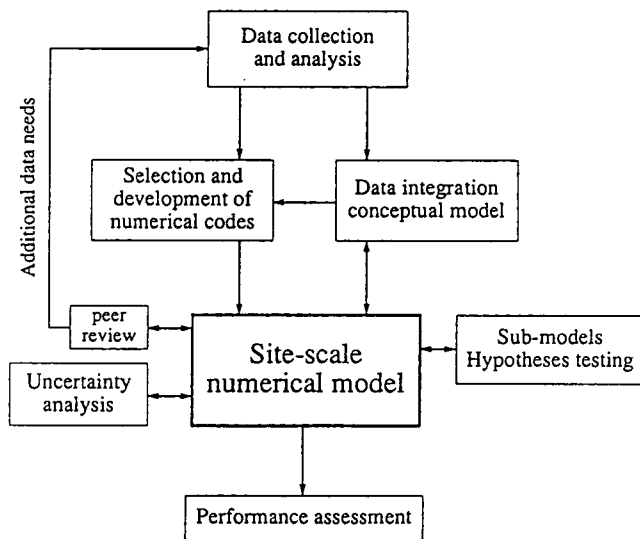 Data collection
and analysis
Additional data needs
Selection and
development of
numerical codes
Data integration
conceptual model
peer
review
Site-scale
numerical model
Sub-models
Hypotheses testing
Uncertainty
analysis
Performance assessment